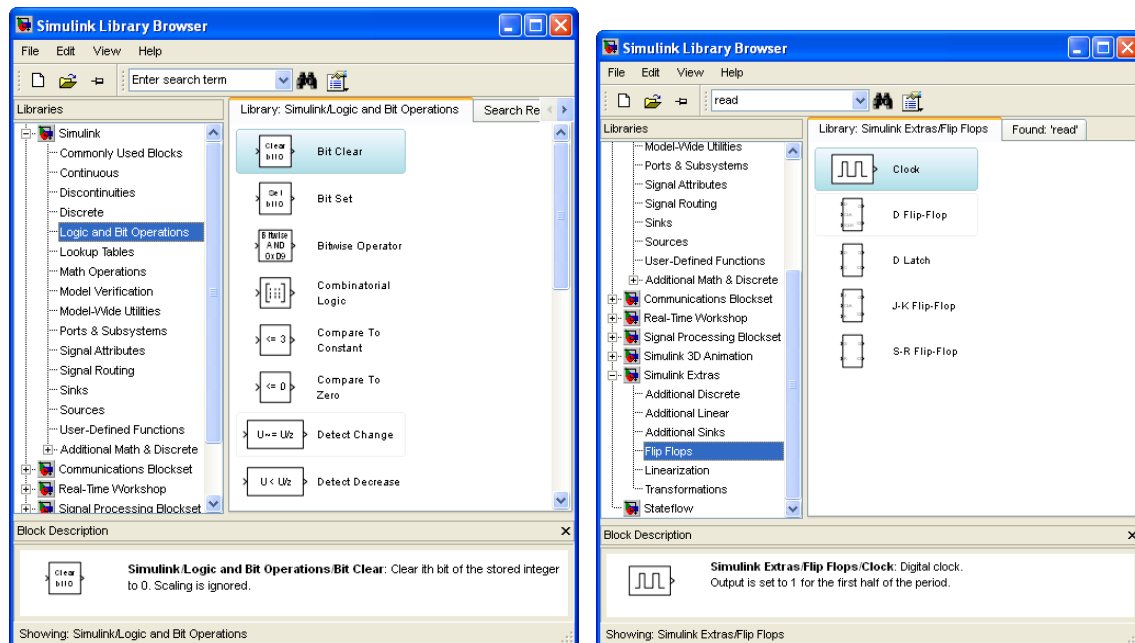 Simulink Library Browser
File Edit View Help
Enter search term
Libraries
Simulink
Commonly Used Blocks
Continuous
Discontinuities
Discrete
Logic and Bit Operations
Lookup Tables
Math Operations
Model Verification
Model-Wide Utilities
Ports & Subsystems
Signal Attributes
Signal Routing
Sinks
Sources
User-Defined Functions
Additional Math & Discrete
Communications Blockset
Real-Time Workshop
Signal Processing Blockset
Library: Simulink/Logic and Bit Operations
Search Re
Clear
bit 0
Bit Clear
Set
bit 0
Bit Set
Bitwise
AND
0xD9
Bitwise Operator
Combinatorial
Logic
<= 3
Compare To
Constant
<= 0
Compare To
Zero
U ~= U/z
Detect Change
U < U/z
Detect Decrease
Block Description
Clear
bit 0
Simulink/Logic and Bit Operations/Bit Clear: Clear ith bit of the stored integer
to 0. Scaling is ignored.
Showing: Simulink/Logic and Bit Operations
Simulink Library Browser
File Edit View Help
read
Libraries
Model-Wide Utilities
Ports & Subsystems
Signal Attributes
Signal Routing
Sinks
Sources
User-Defined Functions
Additional Math & Discrete
Communications Blockset
Real-Time Workshop
Signal Processing Blockset
Simulink 3D Animation
Simulink Extras
Additional Discrete
Additional Linear
Additional Sinks
Flip Flops
Linearization
Transformations
Stateflow
Library: Simulink Extras/Flip Flops
Found: 'read'
Clock
D Flip-Flop
D Latch
J-K Flip-Flop
S-R Flip-Flop
Block Description
Simulink Extras/Flip Flops/Clock: Digital clock.
Output is set to 1 for the first half of the period.
Showing: Simulink Extras/Flip Flops